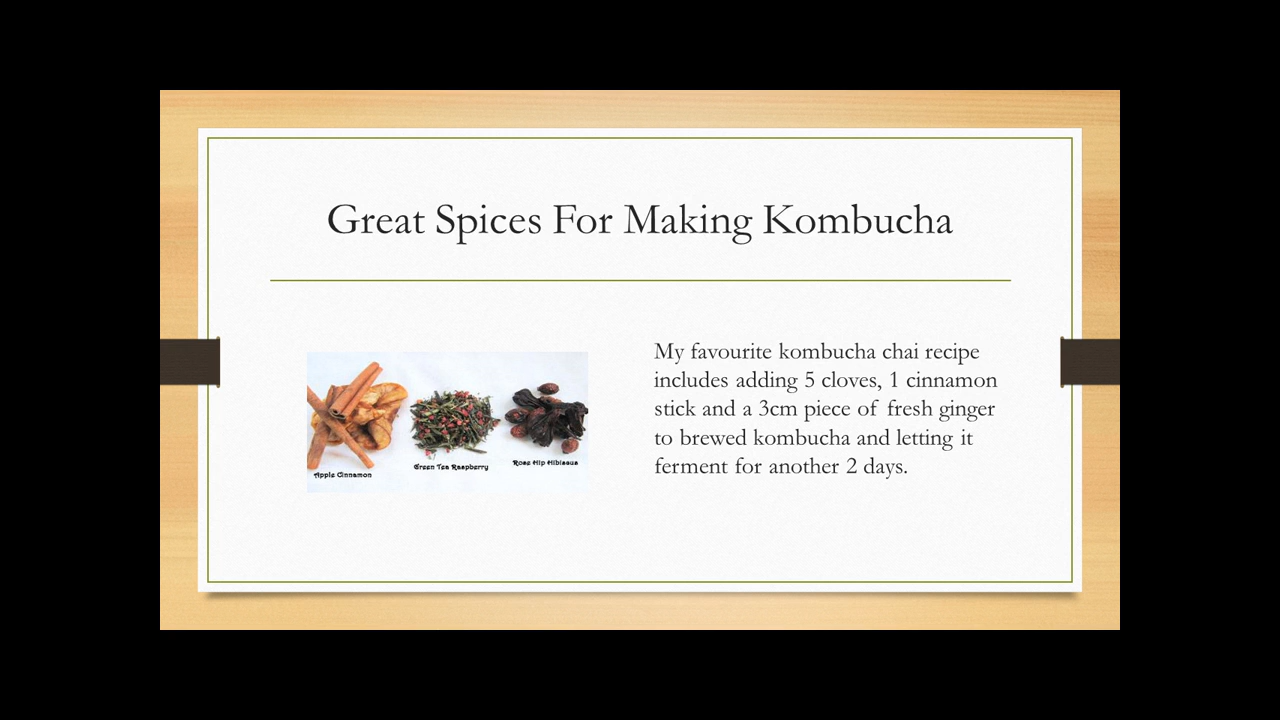 Great Spices For Making Kombucha
My favourite kombucha chai recipe
includes adding 5 cloves, 1 cinnamon
stick and a 3cm piece of fresh ginger
to brewed kombucha and letting it
ferment for another 2 days.
Apple Cinnamon
Green Tea Raspberry
Rose Hip Hibiscus